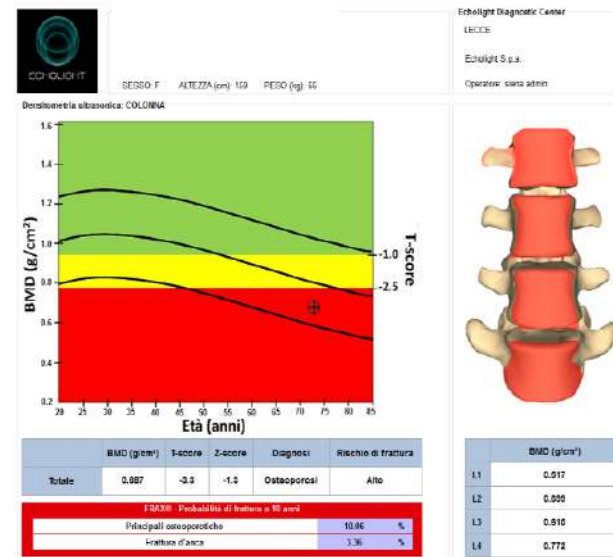 ECHOLIGHT
SESSO: F ALTEZZA (cm): 159 PESO (kg):
Echolight Diagnostic Center
LECCE
Echolight S.p.a.
Operatore: sierra admin
Densitometria ultrasonica: COLONNA
BMD (g/cm²)
1.6
1.4
1.2
1.0
0.8
0.6
0.4
0.2
T-score
-1.0
-2.5
20 25 30 35 40 45 50 55 60 65 70 75 80 85
Età (anni)
BMD (g/cm²) T-score Z-score Diagnosi Rischio di frattura
Totale 0.687 -3.3 -1.3 Osteoporosi Alto
Probabilità di frattura a 10 anni
Principali osteoporotiche 10.06 %
Frattura d'anca 3.36 %
BMD (g/cm²)
L1 0.617
L2
L3
L4 0.772